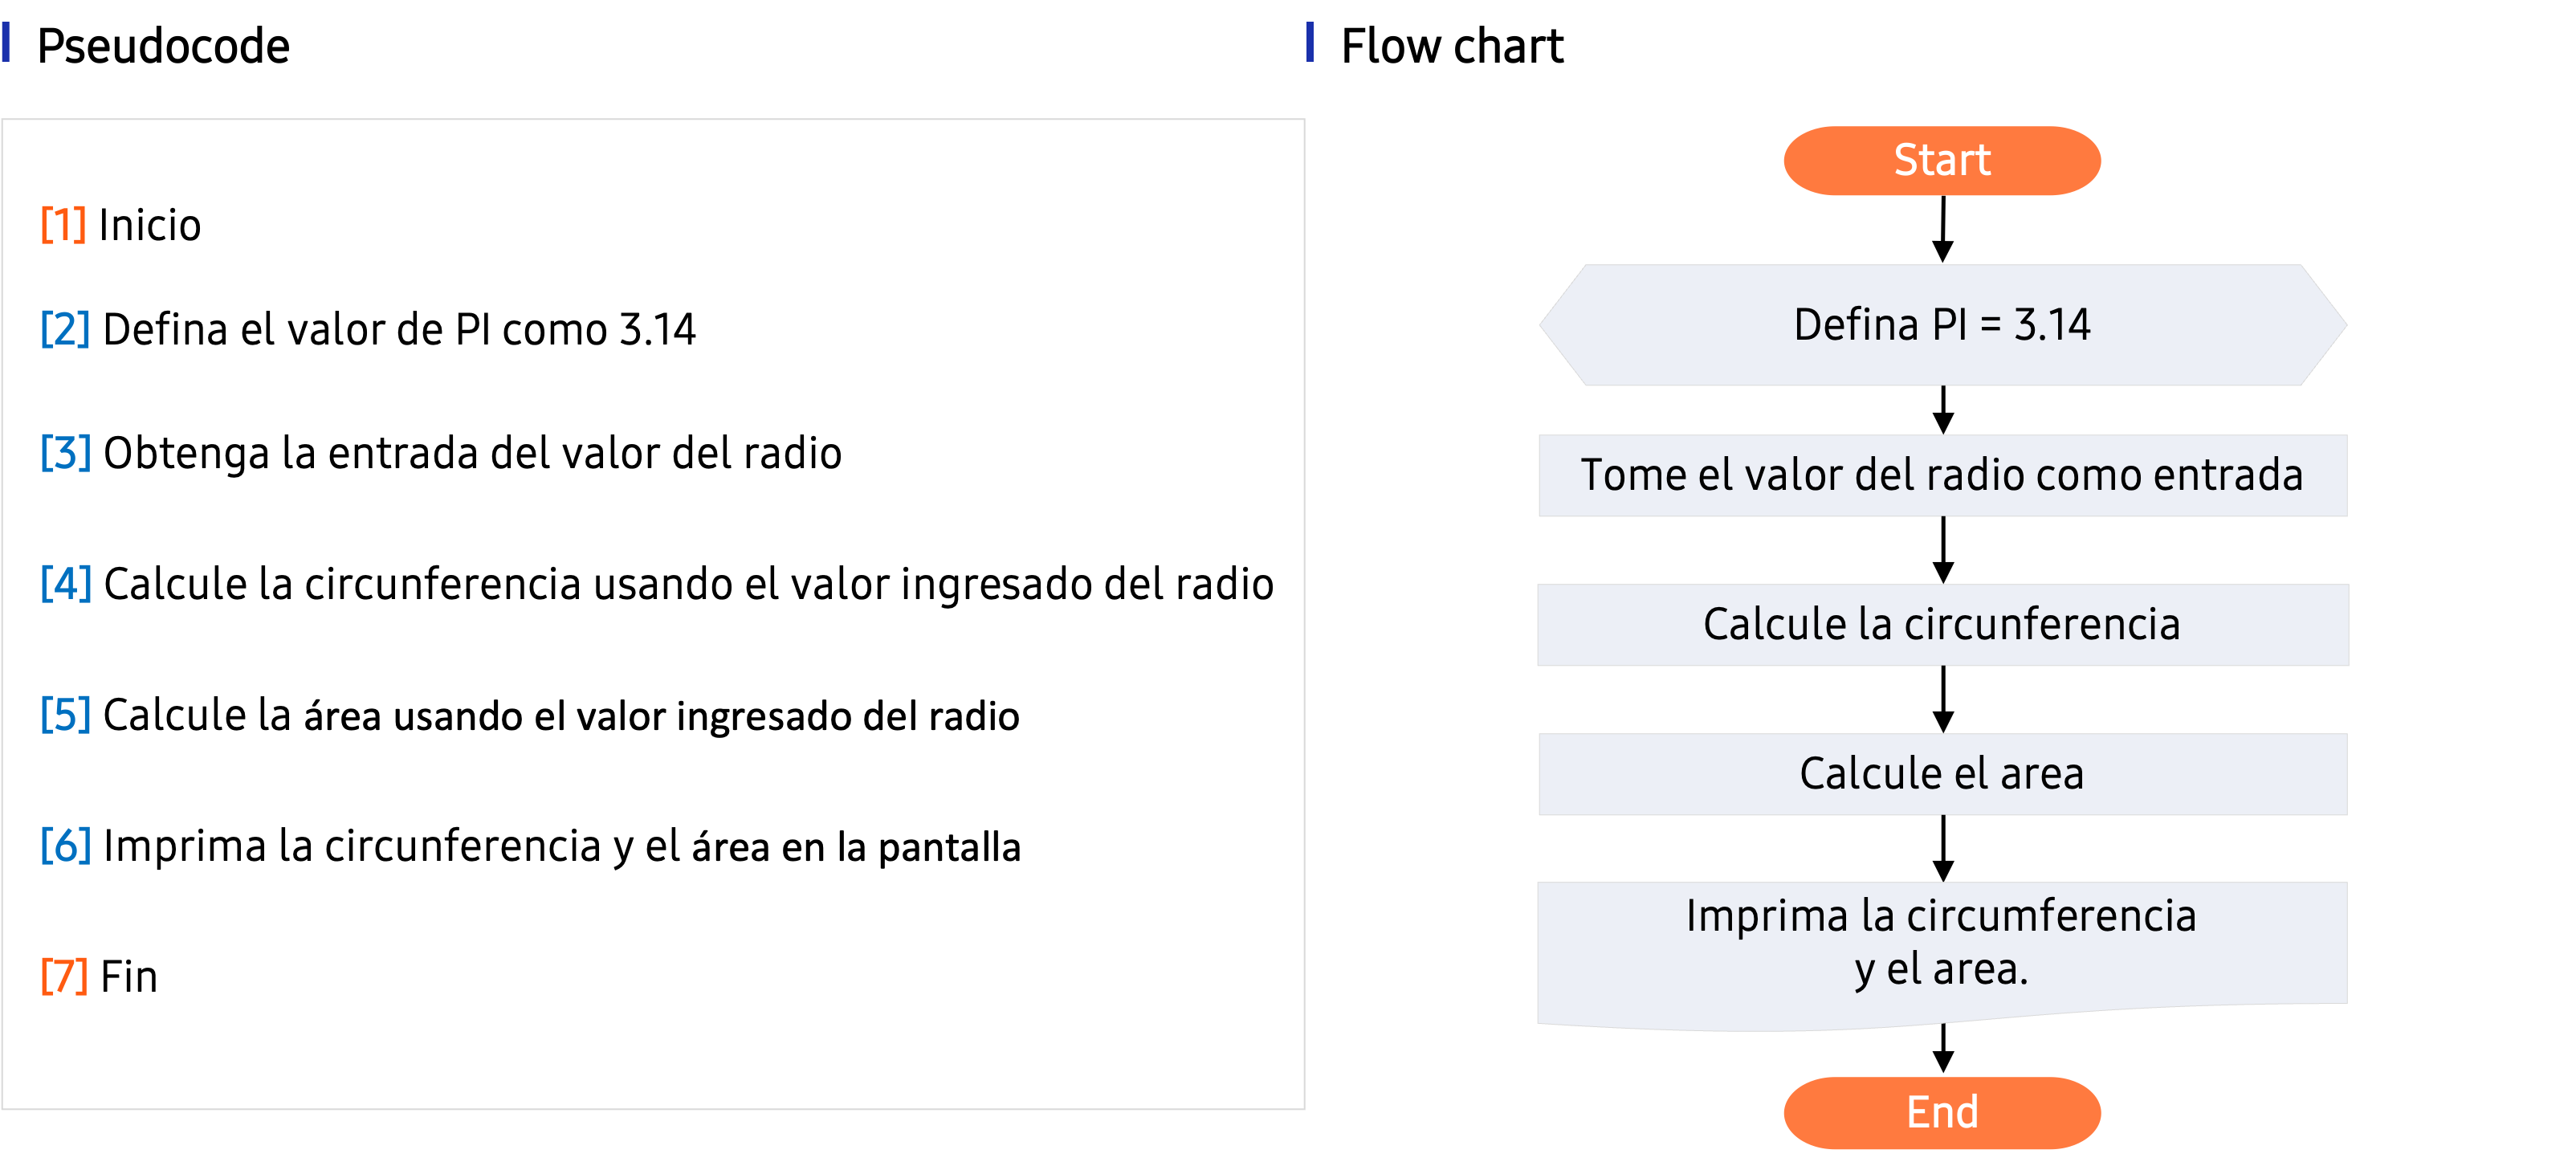 Pseudocode
[1] Inicio
[2] Defina el valor de PI como 3.14
[3] Obtenga la entrada del valor del radio
[4] Calcule la circunferencia usando el valor ingresado del radio
[5] Calcule la área usando el valor ingresado del radio
[6] Imprima la circunferencia y el área en la pantalla
[7] Fin
Flow chart
Start
Defina PI = 3.14
Tome el valor del radio como entrada
Calcule la circunferencia
Calcule el area
Imprima la circumferencia
y el area.
End